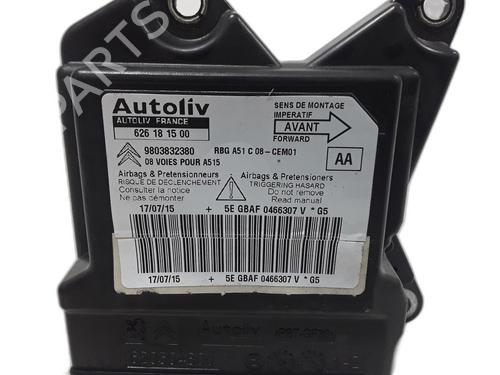 PARTS
Autoliv
AUTOLIV FRANCE
626 18 15 00
SENS DE MONTAGE
IMPERATIF
AVANT
FORWARD
9803832380 RBG A51 C 08 - CEM01
08 VOIES POUR A515 *
AA
Airbags & Pretensionneurs
RISQUE DE DECLENCHEMENT
Consulter la notice
Ne pas démonter
Airbags & Pretensioners
TRIGGERING HASARD
Do not remove
Read manual
17/07/15 + 5E GBAF 0466307 V * G5
17/07/15 + 5E GBAF 0466307 V * G5
Autoliv